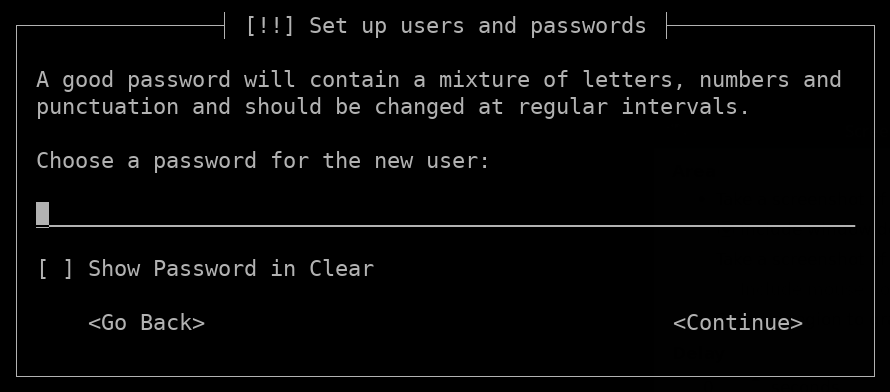 [!!] Set up users and passwords
A good password will contain a mixture of letters, numbers and
punctuation and should be changed at regular intervals.
Choose a password for the new user:
[ ] Show Password in Clear
<Go Back> <Continue>